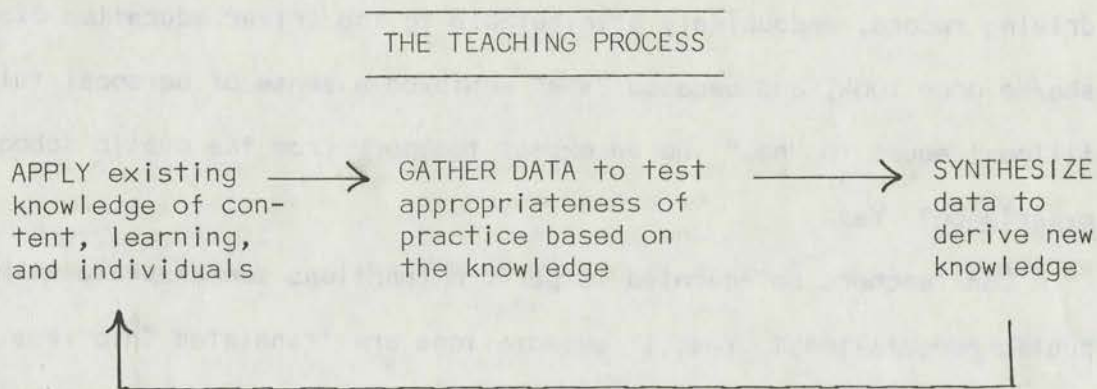 THE TEACHING PROCESS
APPLY existing
knowledge of con-
tent, learning,
and individuals
GATHER DATA to test
appropriateness of
practice based on
the knowledge
SYNTHESIZE
data to
derive new
knowledge